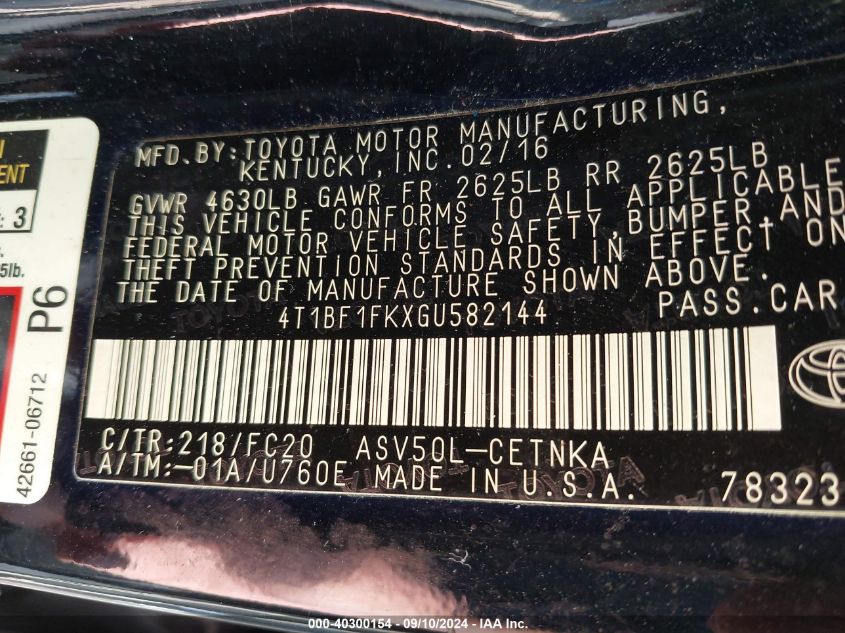 MFD. BY: TOYOTA MOTOR MANUFACTURING,
KENTUCKY, INC. 02/16
GVWR 4630LB GAWR FR 2625LB RR 2625LB
THIS VEHICLE CONFORMS TO ALL APPLICABLE
FEDERAL MOTOR VEHICLE SAFETY, BUMPER, AND
THEFT PREVENTION STANDARDS IN EFFECT ON
THE DATE OF MANUFACTURE SHOWN ABOVE.
4T1BF1FKXGU582144 PASS. CAR
C/TR: 218/FC20 ASV50L-CETNKA
A/TM: -01A/U760E MADE IN U.S.A.
78323
ENT
: 3
5lb.
P6
42661-06712
000-40300154 - 09/10/2024 - IAA Inc.